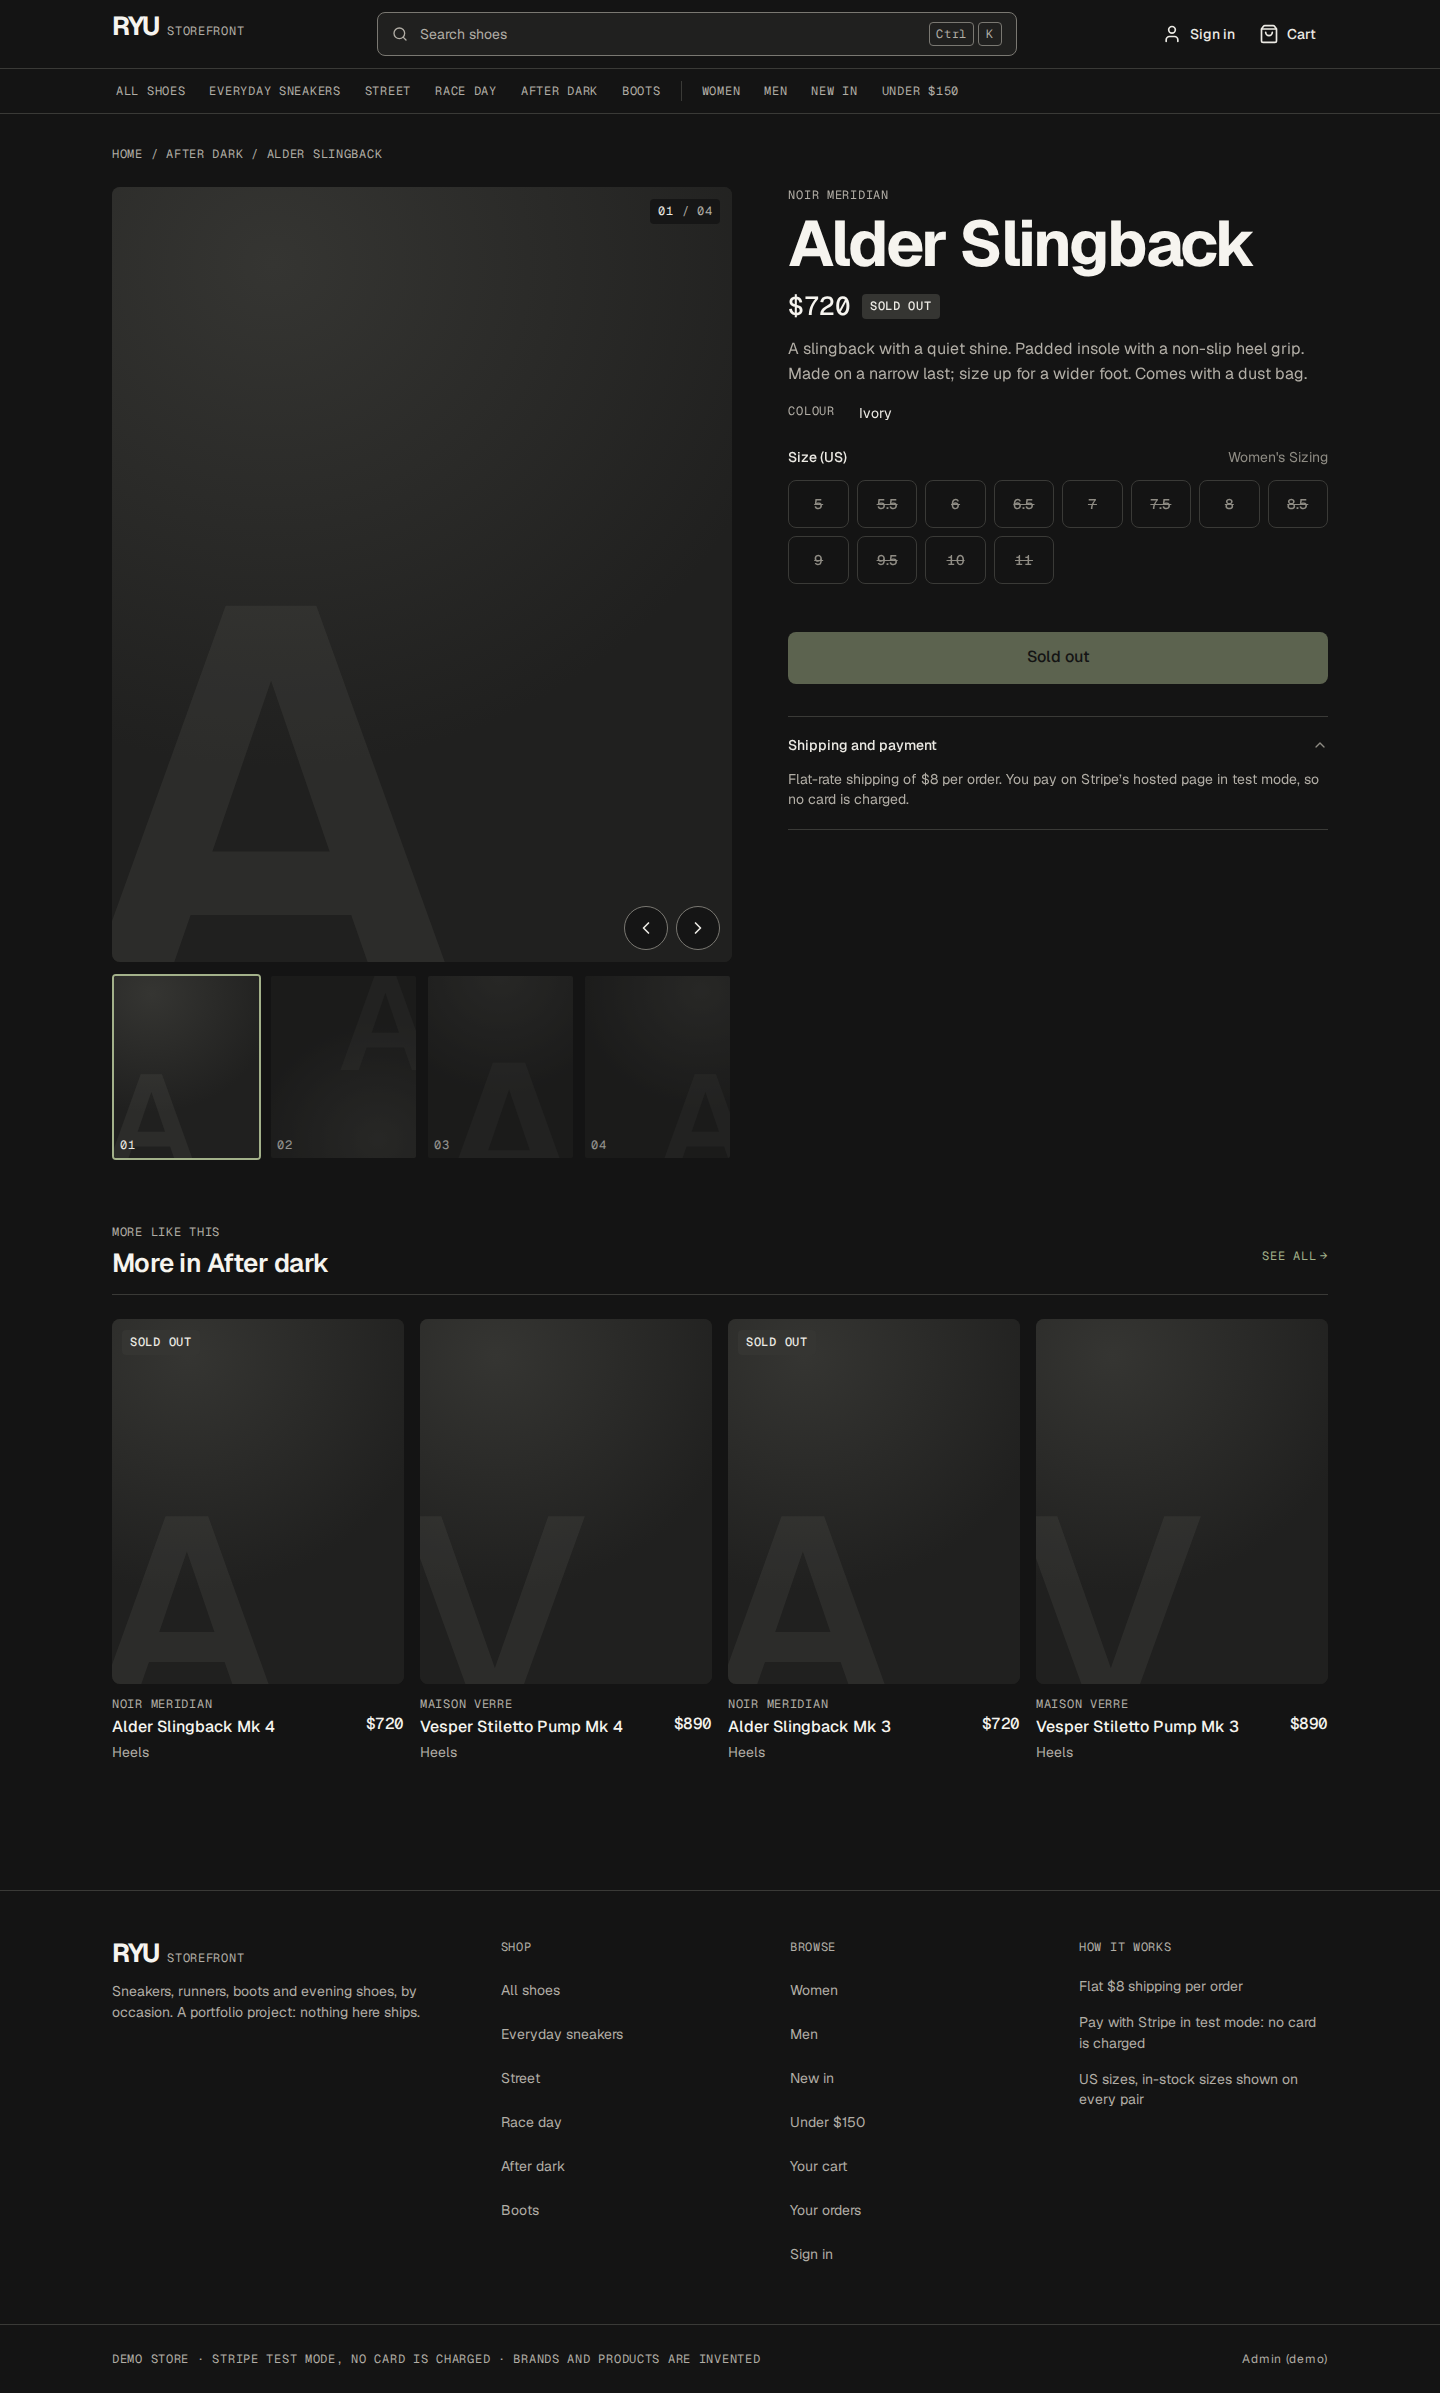 RYU STOREFRONT
Search shoes
Ctrl K
Sign in
Cart
ALL SHOES
EVERYDAY SNEAKERS
STREET
RACE DAY
AFTER DARK
BOOTS
WOMEN
MEN
NEW IN
UNDER $150
HOME / AFTER DARK / ALDER SLINGBACK
01 / 04
A
01
A
02
A
03
A
04
A
NOIR MERIDIAN
Alder Slingback
$720 SOLD OUT
A slingback with a quiet shine. Padded insole with a non-slip heel grip.
Made on a narrow last; size up for a wider foot. Comes with a dust bag.
COLOUR Ivory
Size (US) Women's Sizing
5 5.5 6 6.5 7 7.5 8 8.5
9 9.5 10 11
Sold out
Shipping and payment
Flat-rate shipping of $8 per order. You pay on Stripe's hosted page in test mode, so
no card is charged.
MORE LIKE THIS
More in After dark
SEE ALL →
SOLD OUT
A
NOIR MERIDIAN
Alder Slingback Mk 4 $720
Heels
V
MAISON VERRE
Vesper Stiletto Pump Mk 4 $890
Heels
SOLD OUT
A
NOIR MERIDIAN
Alder Slingback Mk 3 $720
Heels
V
MAISON VERRE
Vesper Stiletto Pump Mk 3 $890
Heels
RYU STOREFRONT
Sneakers, runners, boots and evening shoes, by
occasion. A portfolio project: nothing here ships.
SHOP
All shoes
Everyday sneakers
Street
Race day
After dark
Boots
BROWSE
Women
Men
New in
Under $150
Your cart
Your orders
Sign in
HOW IT WORKS
Flat $8 shipping per order
Pay with Stripe in test mode: no card
is charged
US sizes, in-stock sizes shown on
every pair
DEMO STORE · STRIPE TEST MODE, NO CARD IS CHARGED · BRANDS AND PRODUCTS ARE INVENTED
Admin (demo)